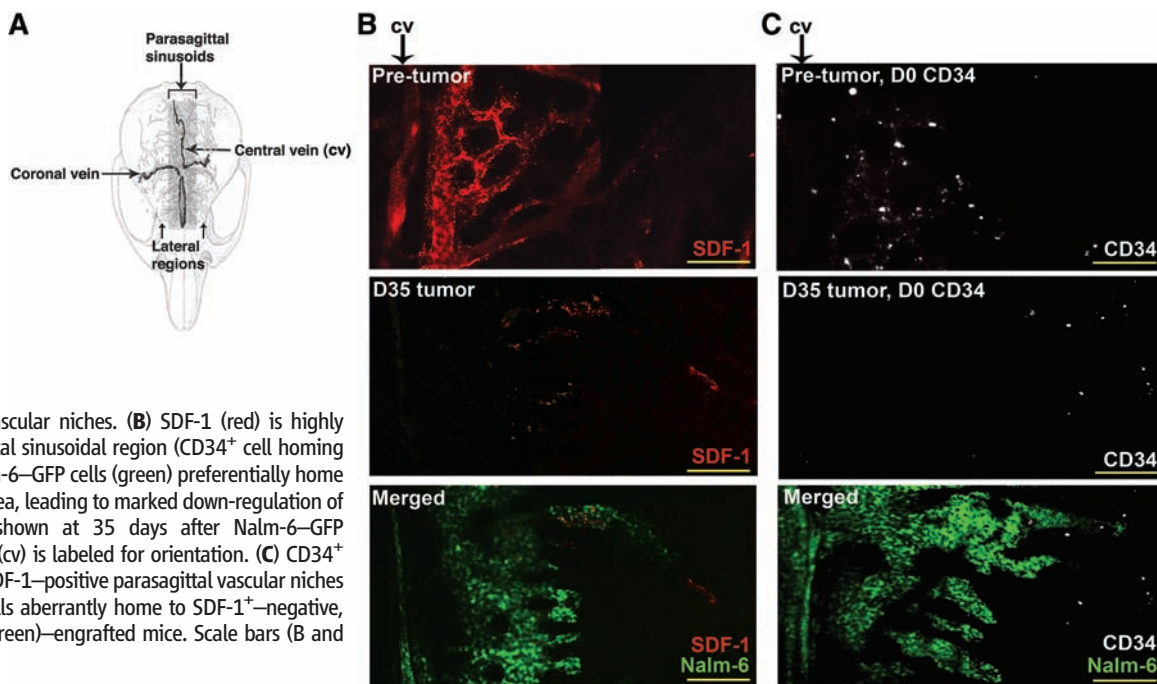 A
Parasagittal
sinusoids
Central vein (cv)
Coronal vein
Lateral
regions
B
cv
Pre-tumor
SDF-1
D35 tumor
SDF-1
Merged
SDF-1
Nalm-6
C
cv
Pre-tumor, D0 CD34
CD34
D35 tumor, D0 CD34
CD34
Merged
CD34
Nalm-6
ascular niches. (B) SDF-1 (red) is highly
al sinusoidal region (CD34+ cell homing
n-6–GFP cells (green) preferentially home
ea, leading to marked down-regulation of
shown at 35 days after Nalm-6–GFP
(cv) is labeled for orientation. (C) CD34+
DF-1–positive parasagittal vascular niches
lls aberrantly home to SDF-1+–negative,
reen)–engrafted mice. Scale bars (B and